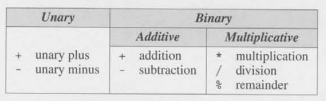 Unary Binary
Additive Multiplicative
+ unary plus + addition * multiplication
- unary minus - subtraction / division
% remainder